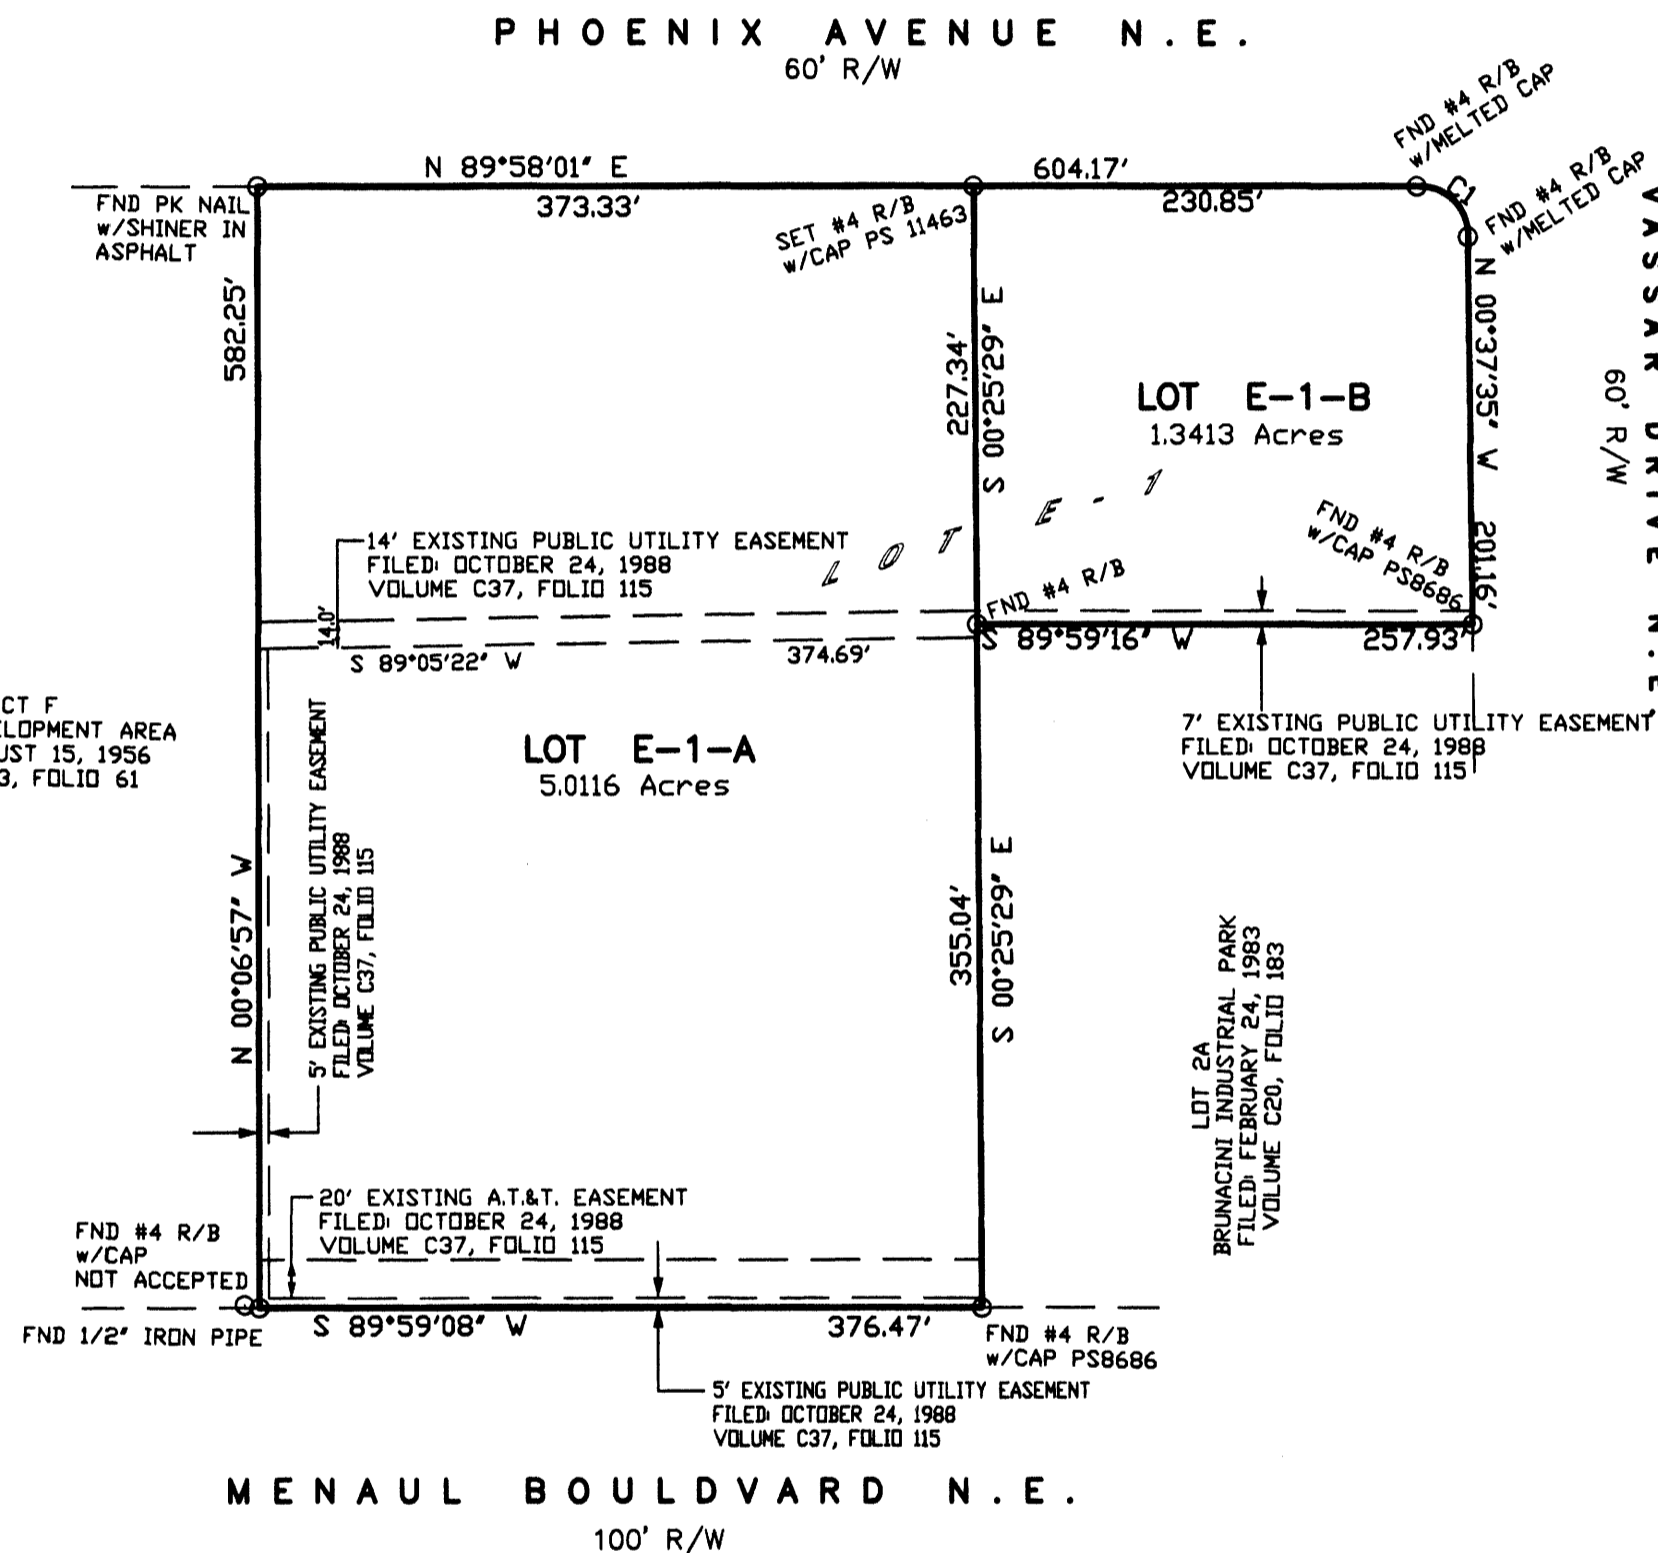 PHOENIX AVENUE N.E.
60' R/W
FND #4 R/B
w/MELTED CAP
N 89°58'01" E
604.17'
373.33'
230.85'
C1
FND #4 R/B
w/MELTED CAP
FND PK NAIL
w/SHINER IN
ASPHALT
SET #4 R/B
w/CAP PS 11463
582.25'
227.34'
S 00°25'29" E
N 00°37'35" W
201.16'
VASSAR DRIVE N.E.
60' R/W
LOT E-1-B
1.3413 Acres
LOT E-1
FND #4 R/B
w/CAP PS8686
14' EXISTING PUBLIC UTILITY EASEMENT
FILED: OCTOBER 24, 1988
VOLUME C37, FOLIO 115
FND #4 R/B
14.0'
S 89°05'22" W
374.69'
S 89°59'16" W
257.93'
CT F
ELOPMENT AREA
UST 15, 1956
3, FOLIO 61
7' EXISTING PUBLIC UTILITY EASEMENT
FILED: OCTOBER 24, 1988
VOLUME C37, FOLIO 115
LOT E-1-A
5.0116 Acres
5' EXISTING PUBLIC UTILITY EASEMENT
FILED: OCTOBER 24, 1988
VOLUME C37, FOLIO 115
N 00°06'57" W
355.04'
S 00°25'29" E
LOT 2A
BRUNACINI INDUSTRIAL PARK
FILED: FEBRUARY 24, 1983
VOLUME C20, FOLIO 183
20' EXISTING A.T.&T. EASEMENT
FILED: OCTOBER 24, 1988
VOLUME C37, FOLIO 115
FND #4 R/B
w/CAP
NOT ACCEPTED
FND 1/2" IRON PIPE
S 89°59'08" W
376.47'
FND #4 R/B
w/CAP PS8686
5' EXISTING PUBLIC UTILITY EASEMENT
FILED: OCTOBER 24, 1988
VOLUME C37, FOLIO 115
MENAUL BOULDVARD N.E.
100' R/W